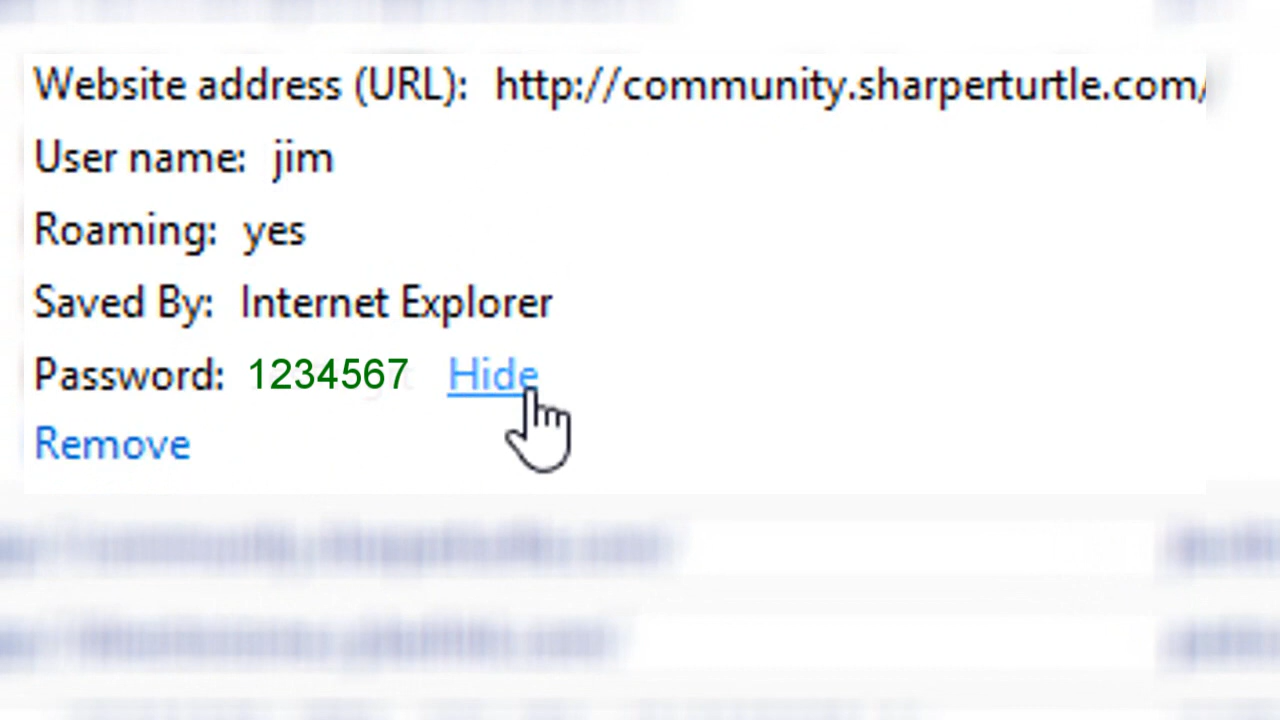 Website address (URL): http://community.sharperturtle.com/
User name: jim
Roaming: yes
Saved By: Internet Explorer
Password: 1234567 Hide
Remove